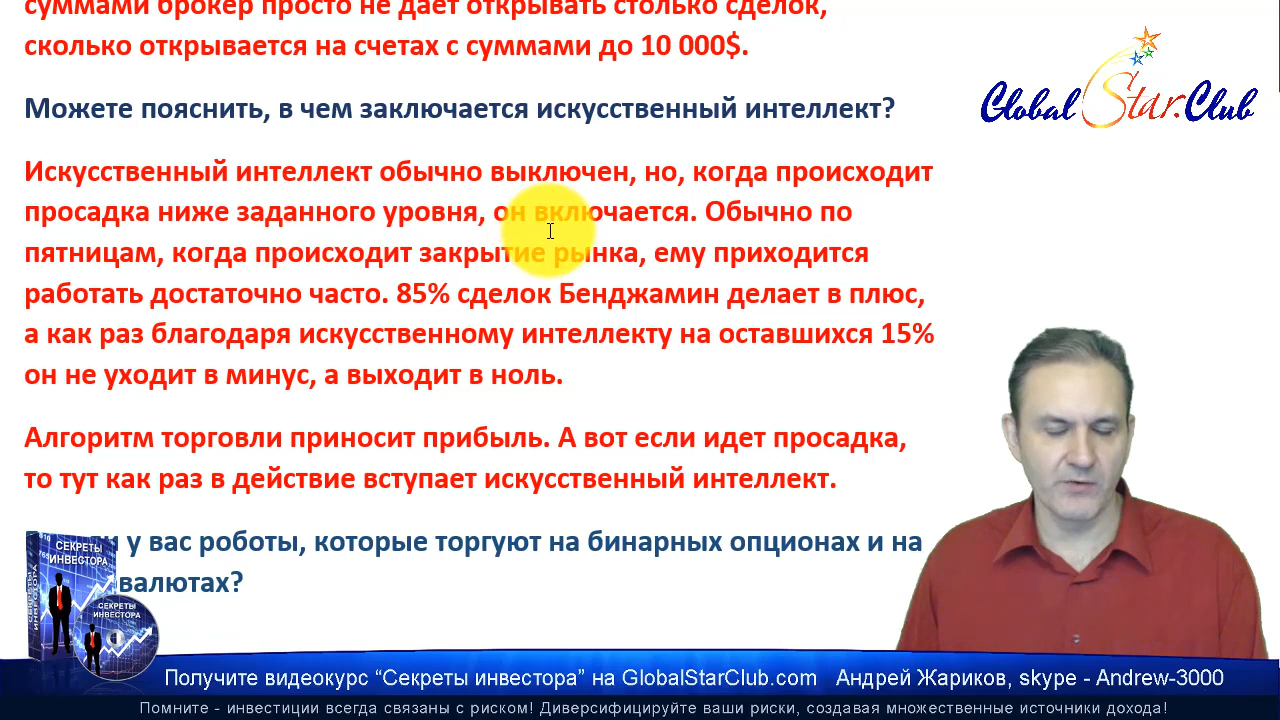 суммами брокер просто не дает открывать столько сделок,
сколько открывается на счетах с суммами до 10 000$.
Global Star.Club
Можете пояснить, в чем заключается искусственный интеллект?
Искусственный интеллект обычно выключен, но, когда происходит
просадка ниже заданного уровня, он включается. Обычно по
пятницам, когда происходит закрытие рынка, ему приходится
работать достаточно часто. 85% сделок Бенджамин делает в плюс,
а как раз благодаря искусственному интеллекту на оставшихся 15%
он не уходит в минус, а выходит в ноль.
Алгоритм торговли приносит прибыль. А вот если идет просадка,
то тут как раз в действие вступает искусственный интеллект.
у вас роботы, которые торгуют на бинарных опционах и на
валютах?
СЕКРЕТЫ
ИНВЕСТОРА
СЕКРЕТЫ
ИНВЕСТОРА
Получите видеокурс “Секреты инвестора” на GlobalStarClub.com Андрей Жариков, skype - Andrew-3000
Помните - инвестиции всегда связаны с риском! Диверсифицируйте ваши риски, создавая множественные источники дохода!